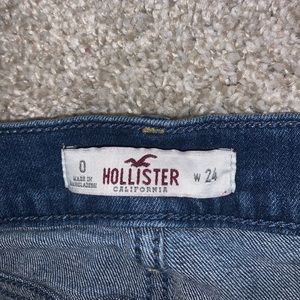 0
MADE IN
BANGLADESH
HOLLISTER
CALIFORNIA
W 24